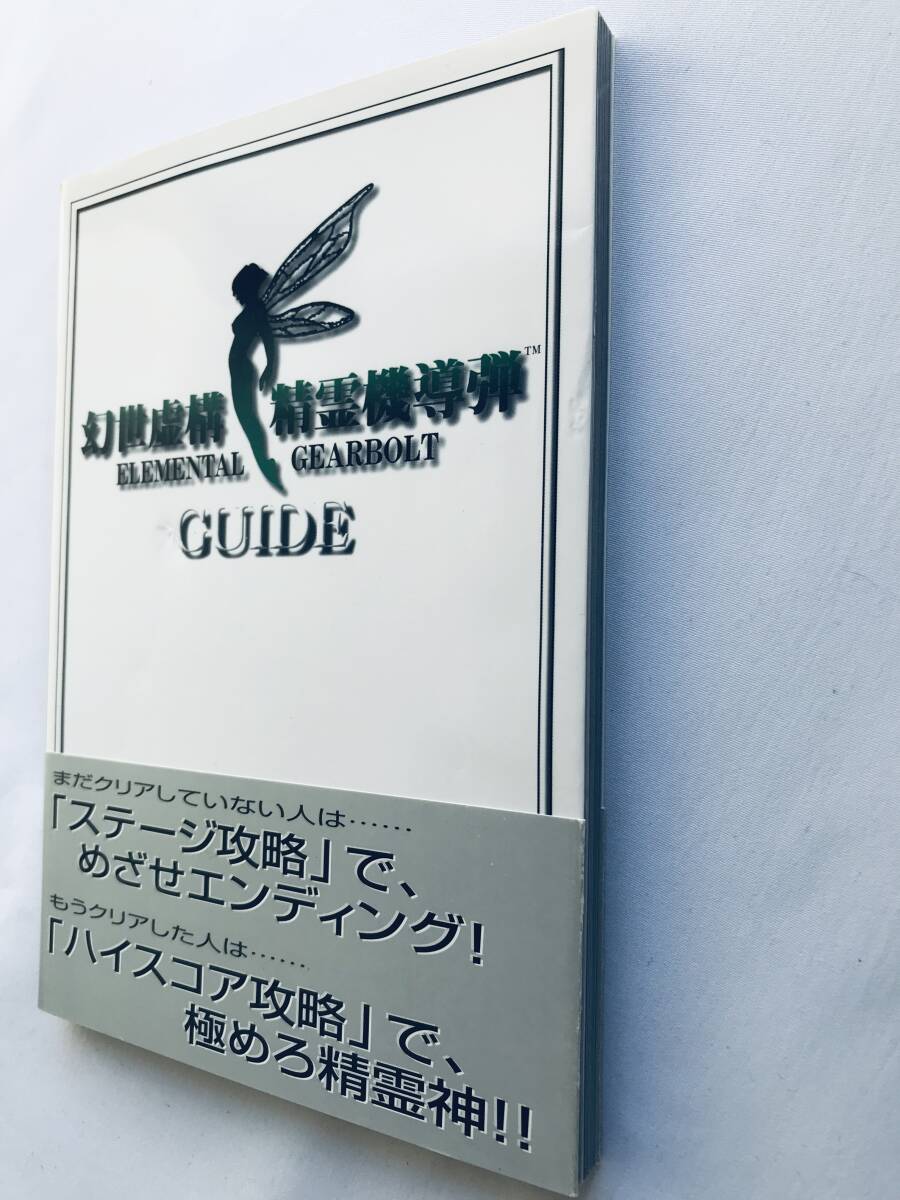 幻世虚構 精霊機導弾™
ELEMENTAL GEARBOLT
GUIDE
まだクリアしていない人は……
「ステージ攻略」で、
めざせエンディング!
もうクリアした人は……
「ハイスコア攻略」で、
極めろ精霊神!!